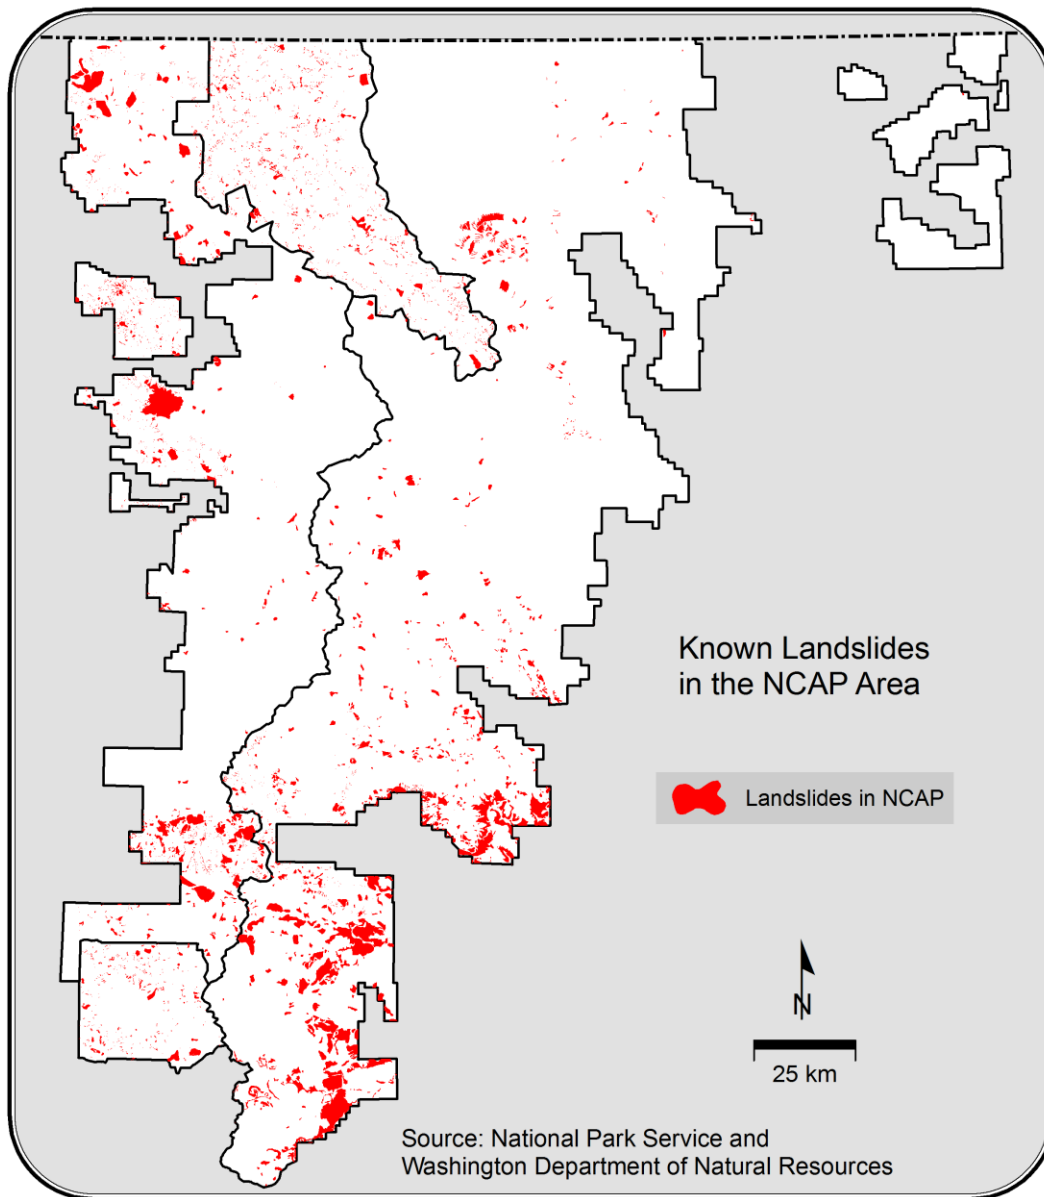 Known Landslides
in the NCAP Area
Landslides in NCAP
N
25 km
Source: National Park Service and
Washington Department of Natural Resources